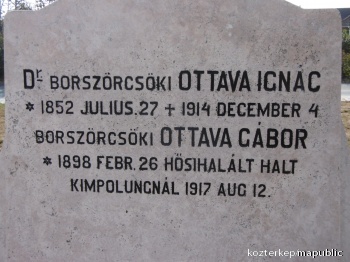 Dr BORSZÖRCSÖKI OTTAVA IGNÁC
* 1852 JULIUS. 27 + 1914 DECEMBER 4
BORSZÖRCSÖKI OTTAVA GÁBOR
* 1898 FEBR. 26 HŐSIHALÁLT HALT
KIMPOLUNGNÁL 1917 AUG 12.
kozterkep/mapublic